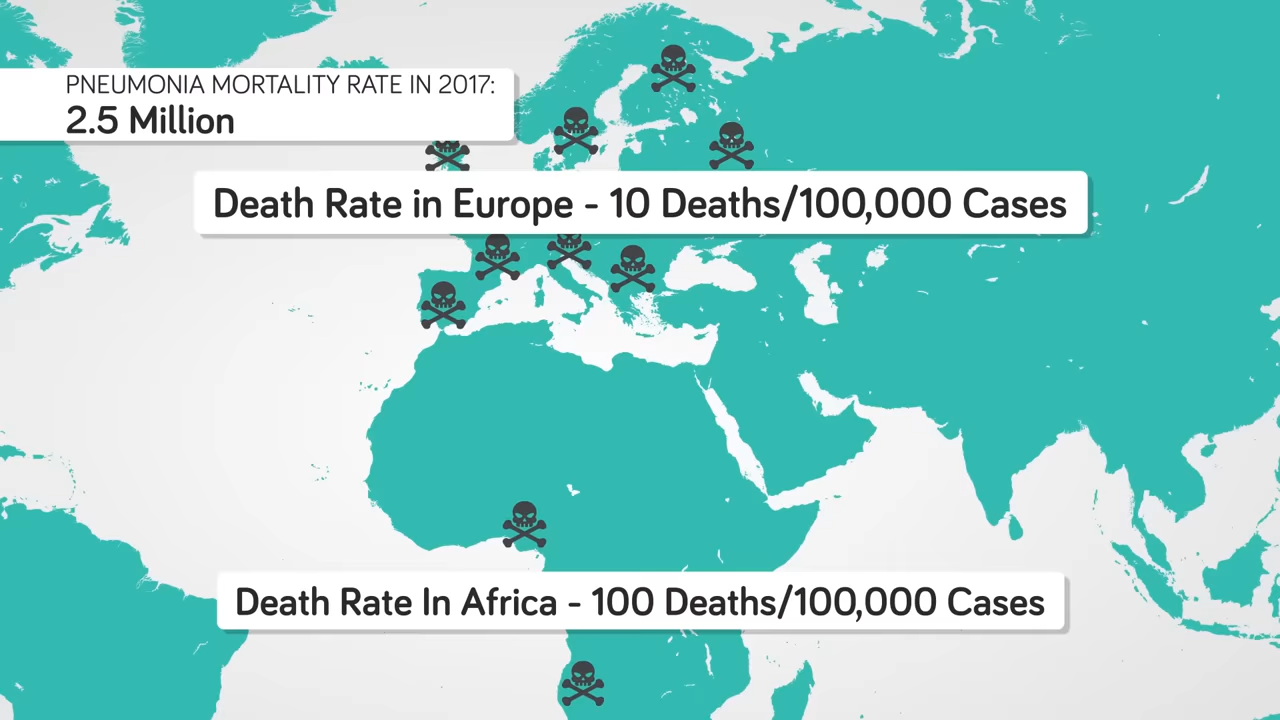 PNEUMONIA MORTALITY RATE IN 2017:
2.5 Million
Death Rate in Europe - 10 Deaths/100,000 Cases
Death Rate In Africa - 100 Deaths/100,000 Cases